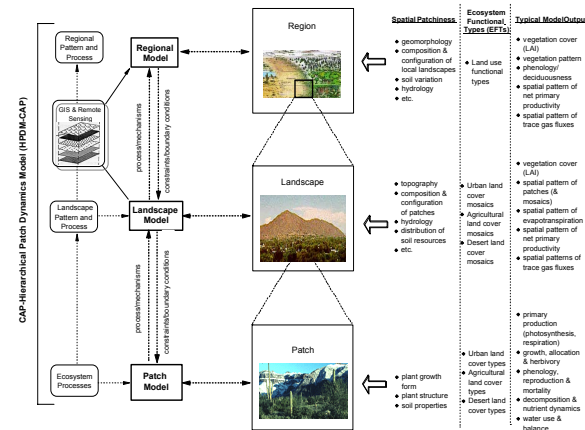 CAP-Hierarchical Patch Dynamics Model (HPDM-CAP)
Regional
Pattern and
Process
GIS & Remote
Sensing
Landscape
Pattern and
Process
Ecosystem
Processes
Regional
Model
process/mechanisms
constraints/boundary conditions
Landscape
Model
process/mechanisms
constraints/boundary conditions
Patch
Model
Region
Landscape
Patch
Spatial Patchiness
◆ geomorphology
◆ composition &
configuration of
local landscapes
◆ soil variation
◆ hydrology
◆ etc.
◆ topography
◆ composition &
configuration
of patches
◆ hydrology
◆ distribution of
soil resources
◆ etc.
◆ plant growth
form
◆ plant structure
◆ soil properties
Ecosystem
Functional
Types (EFTs)
◆ Land use
functional
types
◆ Urban land
cover
mosaics
◆ Agricultural
land cover
mosaics
◆ Desert land
cover
mosaics
◆ Urban land
cover types
◆ Agricultural
land cover
types
◆ Desert land
cover types
Typical ModelOutput
◆ vegetation cover
(LAI)
◆ vegetation pattern
◆ phenology/
deciduousness
◆ spatial pattern of
net primary
productivity
◆ spatial pattern of
trace gas fluxes
◆ vegetation cover
(LAI)
◆ spatial pattern of
patches (&
mosaics)
◆ spatial pattern of
evapotranspiration
◆ spatial pattern of
net primary
productivity
◆ spatial patterns of
trace gas fluxes
◆ primary
production
(photosynthesis,
respiration)
◆ growth, allocation
& herbivory
◆ phenology,
reproduction &
mortality
◆ decomposition &
nutrient dynamics
◆ water use &
balance